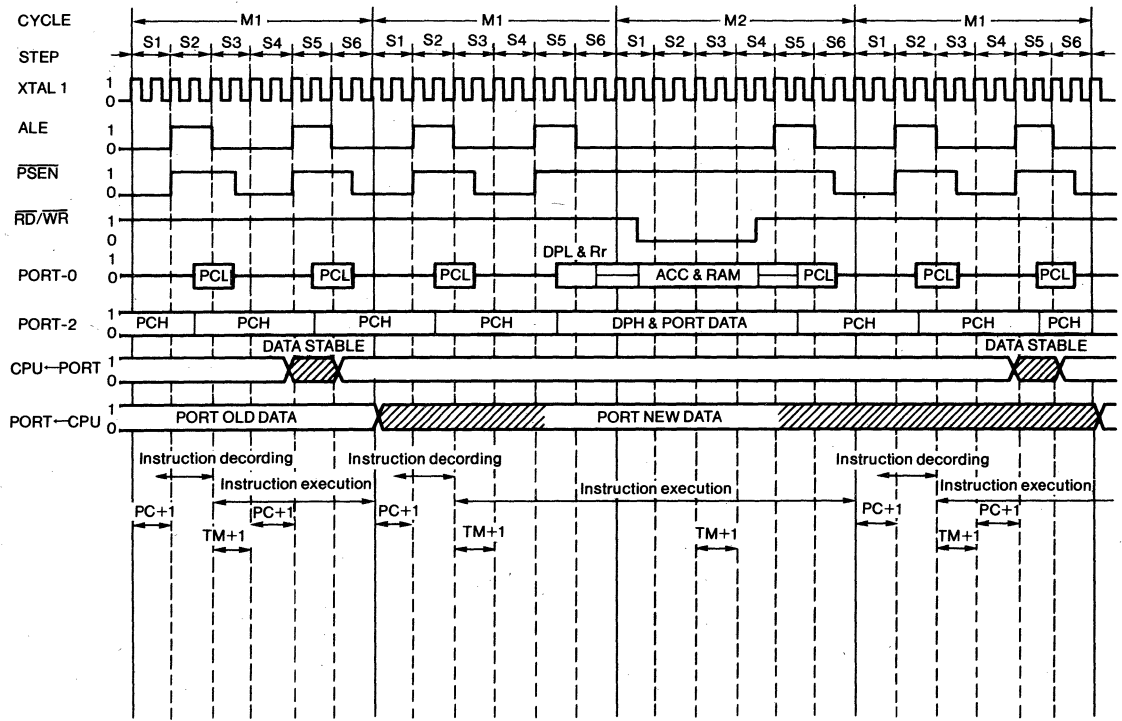 CYCLE M1 M1 M2 M1
STEP S1 S2 S3 S4 S5 S6 S1 S2 S3 S4 S5 S6 S1 S2 S3 S4 S5 S6 S1 S2 S3 S4 S5 S6
XTAL 1 1 0
ALE 1 0
PSEN 1 0
RD/WR 1 0
DPL & Rr
PORT-0 1 0 PCL PCL PCL ACC & RAM PCL PCL PCL
PORT-2 1 0 PCH PCH PCH PCH DPH & PORT DATA PCH PCH PCH
DATA STABLE DATA STABLE
CPU←PORT 1 0
PORT←CPU 1 0 PORT OLD DATA PORT NEW DATA
Instruction decording Instruction decording Instruction decording
Instruction execution Instruction execution Instruction execution
PC+1 PC+1 PC+1 PC+1 PC+1
TM+1 TM+1 TM+1 TM+1